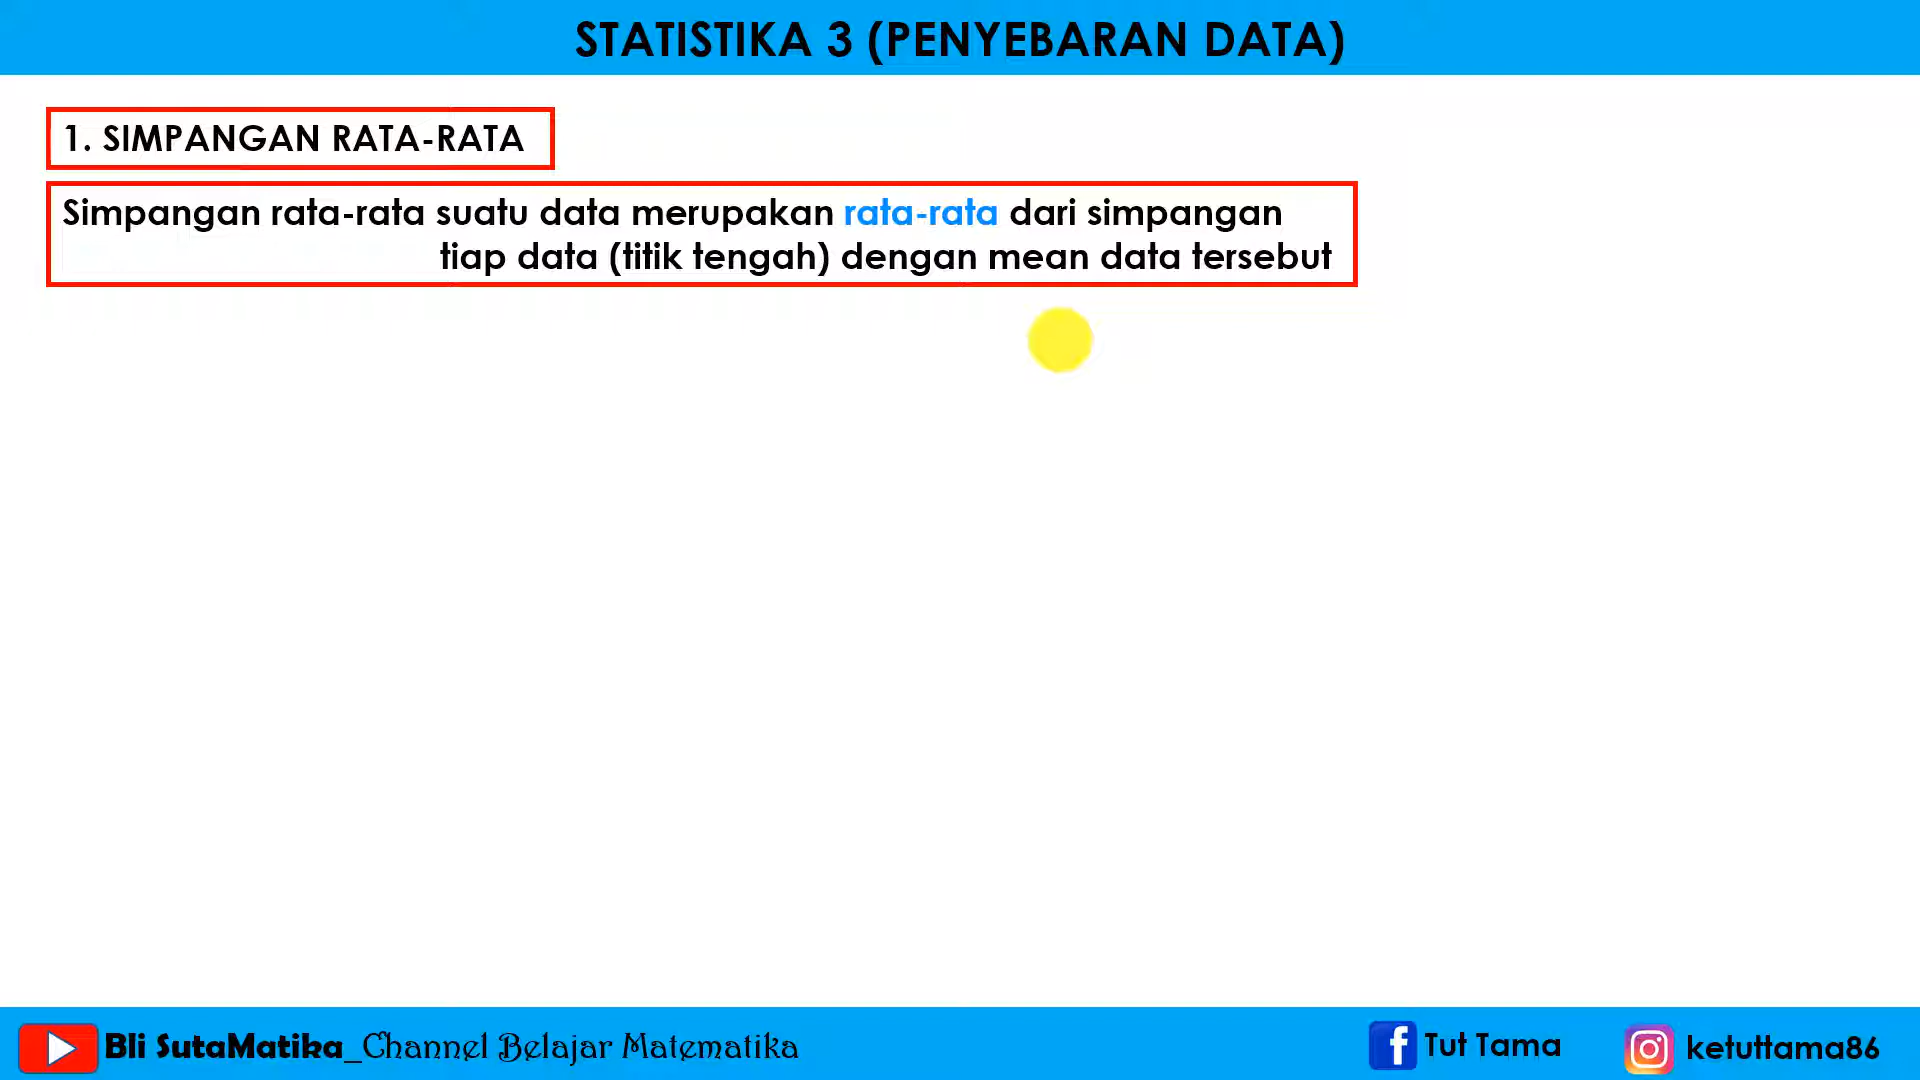 STATISTIKA 3 (PENYEBARAN DATA)
1. SIMPANGAN RATA-RATA
Simpangan rata-rata suatu data merupakan rata-rata dari simpangan
tiap data (titik tengah) dengan mean data tersebut
Bli SutaMatika_Channel Belajar Matematika
Tut Tama
ketuttama86